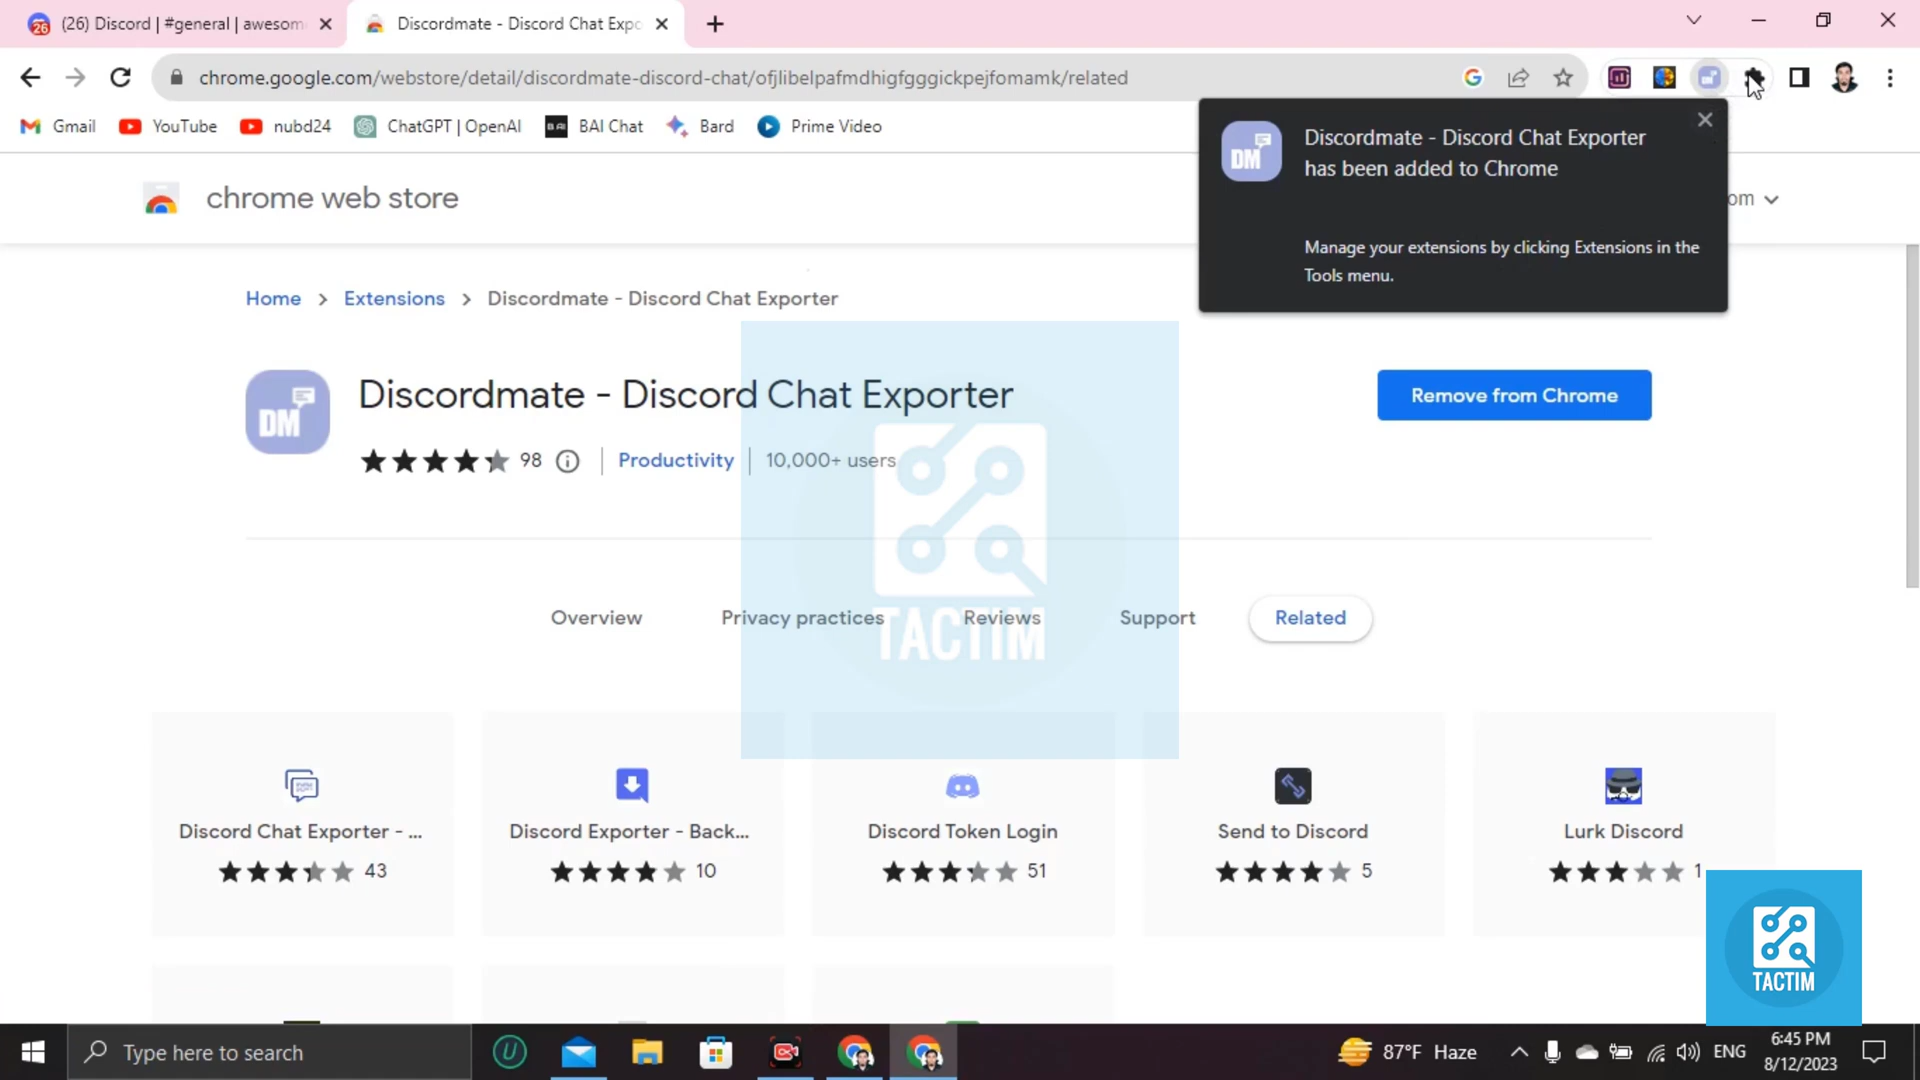 26
(26) Discord | #general | awesom
Discordmate - Discord Chat Expo
chrome.google.com/webstore/detail/discordmate-discord-chat/ofjlibelpafmdhigfgggickpejfomamk/related
G
Gmail
YouTube
nubd24
ChatGPT | OpenAI
BAI
BAI Chat
Bard
Prime Video
DM
Discordmate - Discord Chat Exporter
has been added to Chrome
Manage your extensions by clicking Extensions in the
Tools menu.
chrome web store
om
Home > Extensions > Discordmate - Discord Chat Exporter
DM
Discordmate - Discord Chat Exporter
98
Productivity
10,000+ users
Remove from Chrome
Overview
Privacy practices
Reviews
Support
Related
TACTIM
Discord Chat Exporter - ...
43
Discord Exporter - Back...
10
Discord Token Login
51
Send to Discord
5
Lurk Discord
1
TACTIM
Type here to search
87°F Haze
ENG
6:45 PM
8/12/2023